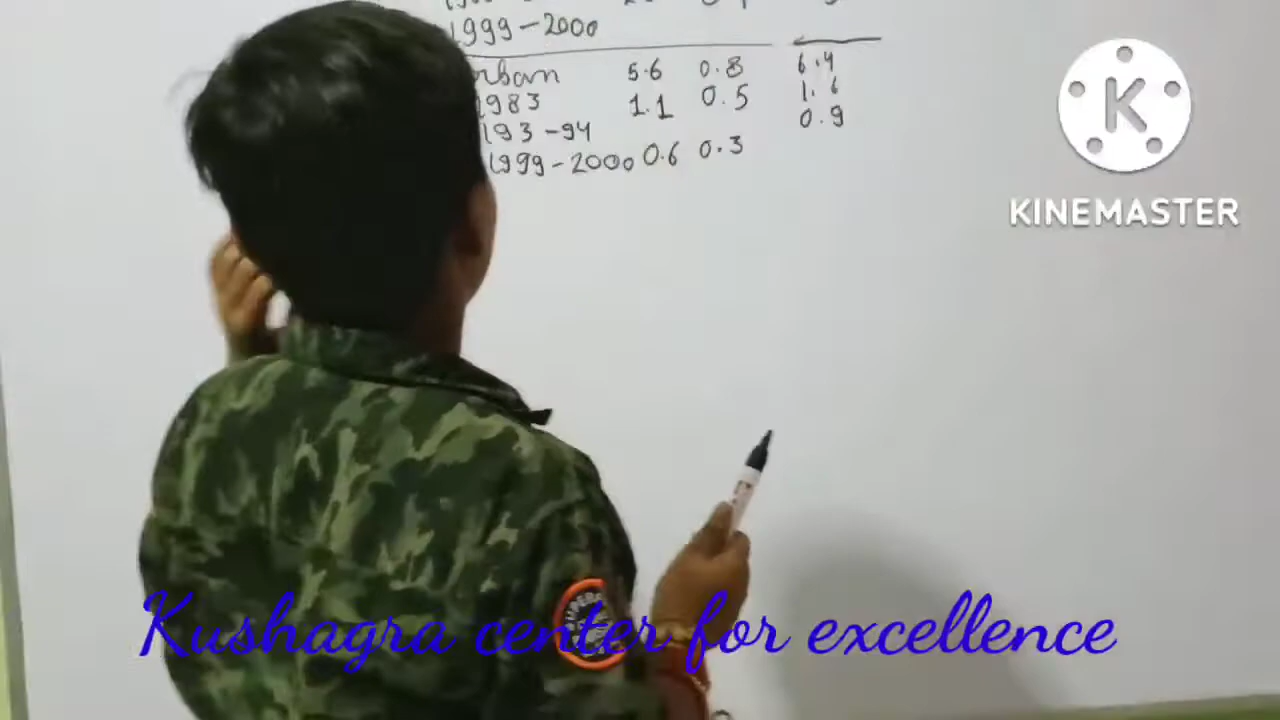 1999-2000
urban 5.6 0.8 6.4
1983 1.1 0.5 1.6
193-94 0.9
1999-2000 0.6 0.3
KINEMASTER
Kushagra center for excellence